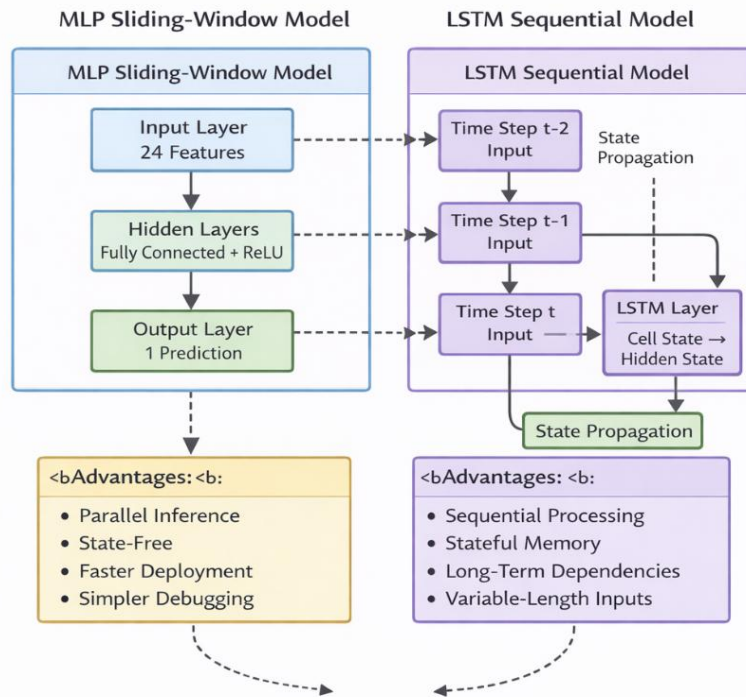 MLP Sliding-Window Model
MLP Sliding-Window Model
Input Layer
24 Features
Hidden Layers
Fully Connected + ReLU
Output Layer
1 Prediction
<bAdvantages: <b:
• Parallel Inference
• State-Free
• Faster Deployment
• Simpler Debugging
LSTM Sequential Model
LSTM Sequential Model
Time Step t-2
Input
State
Propagation
Time Step t-1
Input
Time Step t
Input
LSTM Layer
Cell State →
Hidden State
State Propagation
<bAdvantages: <b:
• Sequential Processing
• Stateful Memory
• Long-Term Dependencies
• Variable-Length Inputs